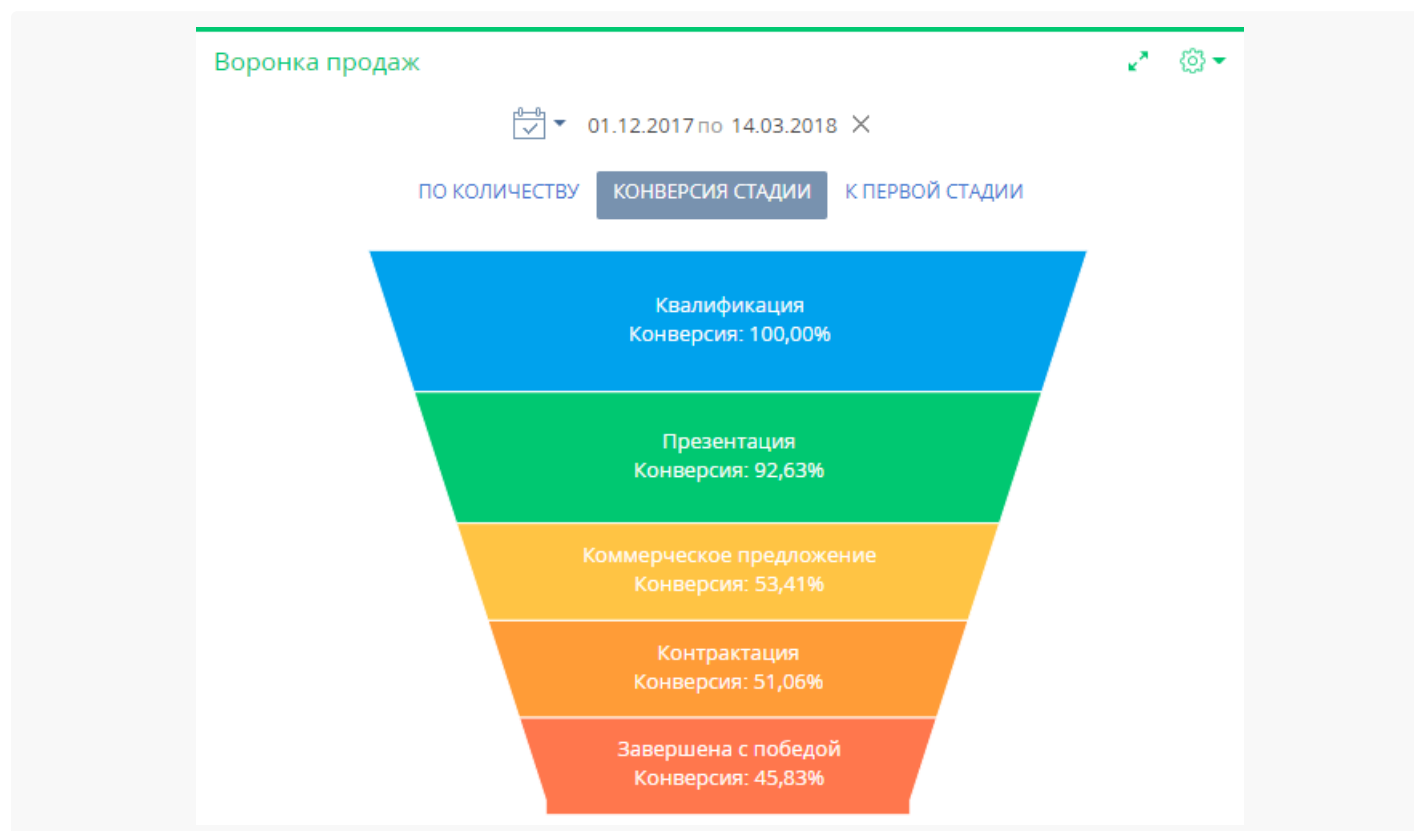 Воронка продаж
01.12.2017 по 14.03.2018
ПО КОЛИЧЕСТВУ КОНВЕРСИЯ СТАДИИ К ПЕРВОЙ СТАДИИ
Квалификация
Конверсия: 100,00%
Презентация
Конверсия: 92,63%
Коммерческое предложение
Конверсия: 53,41%
Контрактация
Конверсия: 51,06%
Завершена с победой
Конверсия: 45,83%